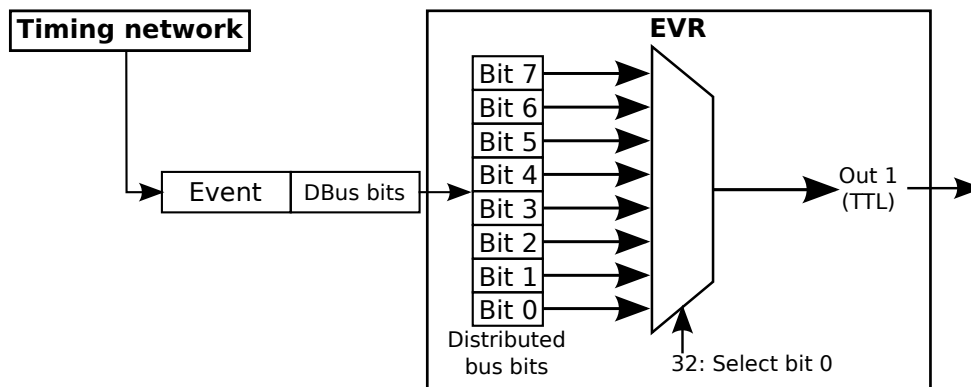 Timing network
EVR
Bit 7
Bit 6
Bit 5
Bit 4
Bit 3
Bit 2
Bit 1
Bit 0
Event
DBus bits
Out 1
(TTL)
Distributed
bus bits
32: Select bit 0